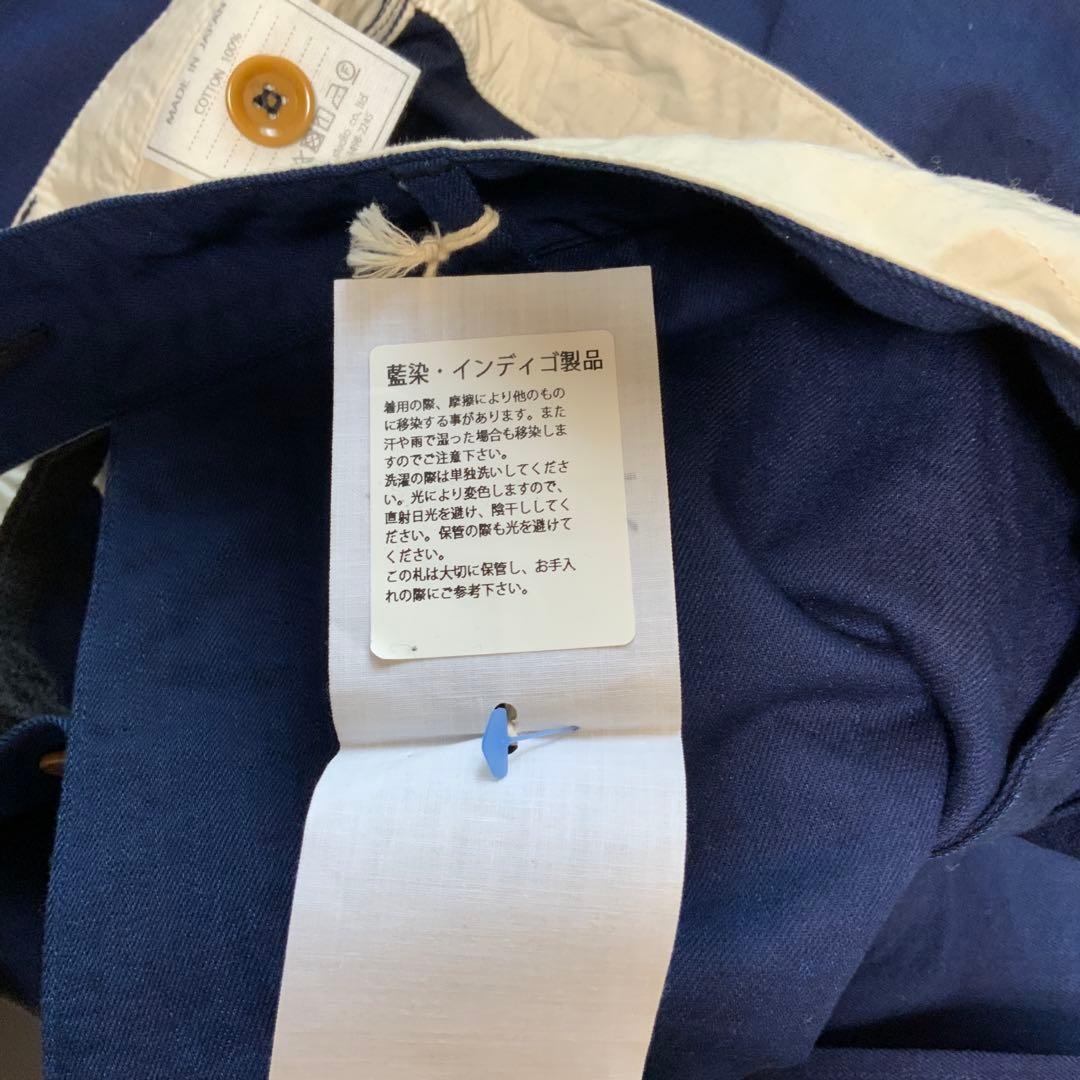 MADE IN JAPAN
COTTON 100%
藍染・インディゴ製品
着用の際、摩擦により他のもの
に移染する事があります。また
汗や雨で湿った場合も移染しま
すのでご注意下さい。
洗濯の際は単独洗いしてくださ
い。光により変色しますので、
直射日光を避け、陰干ししてく
ださい。保管の際も光を避けて
ください。
この札は大切に保管し、お手入
れの際にご参考下さい。
co., ltd